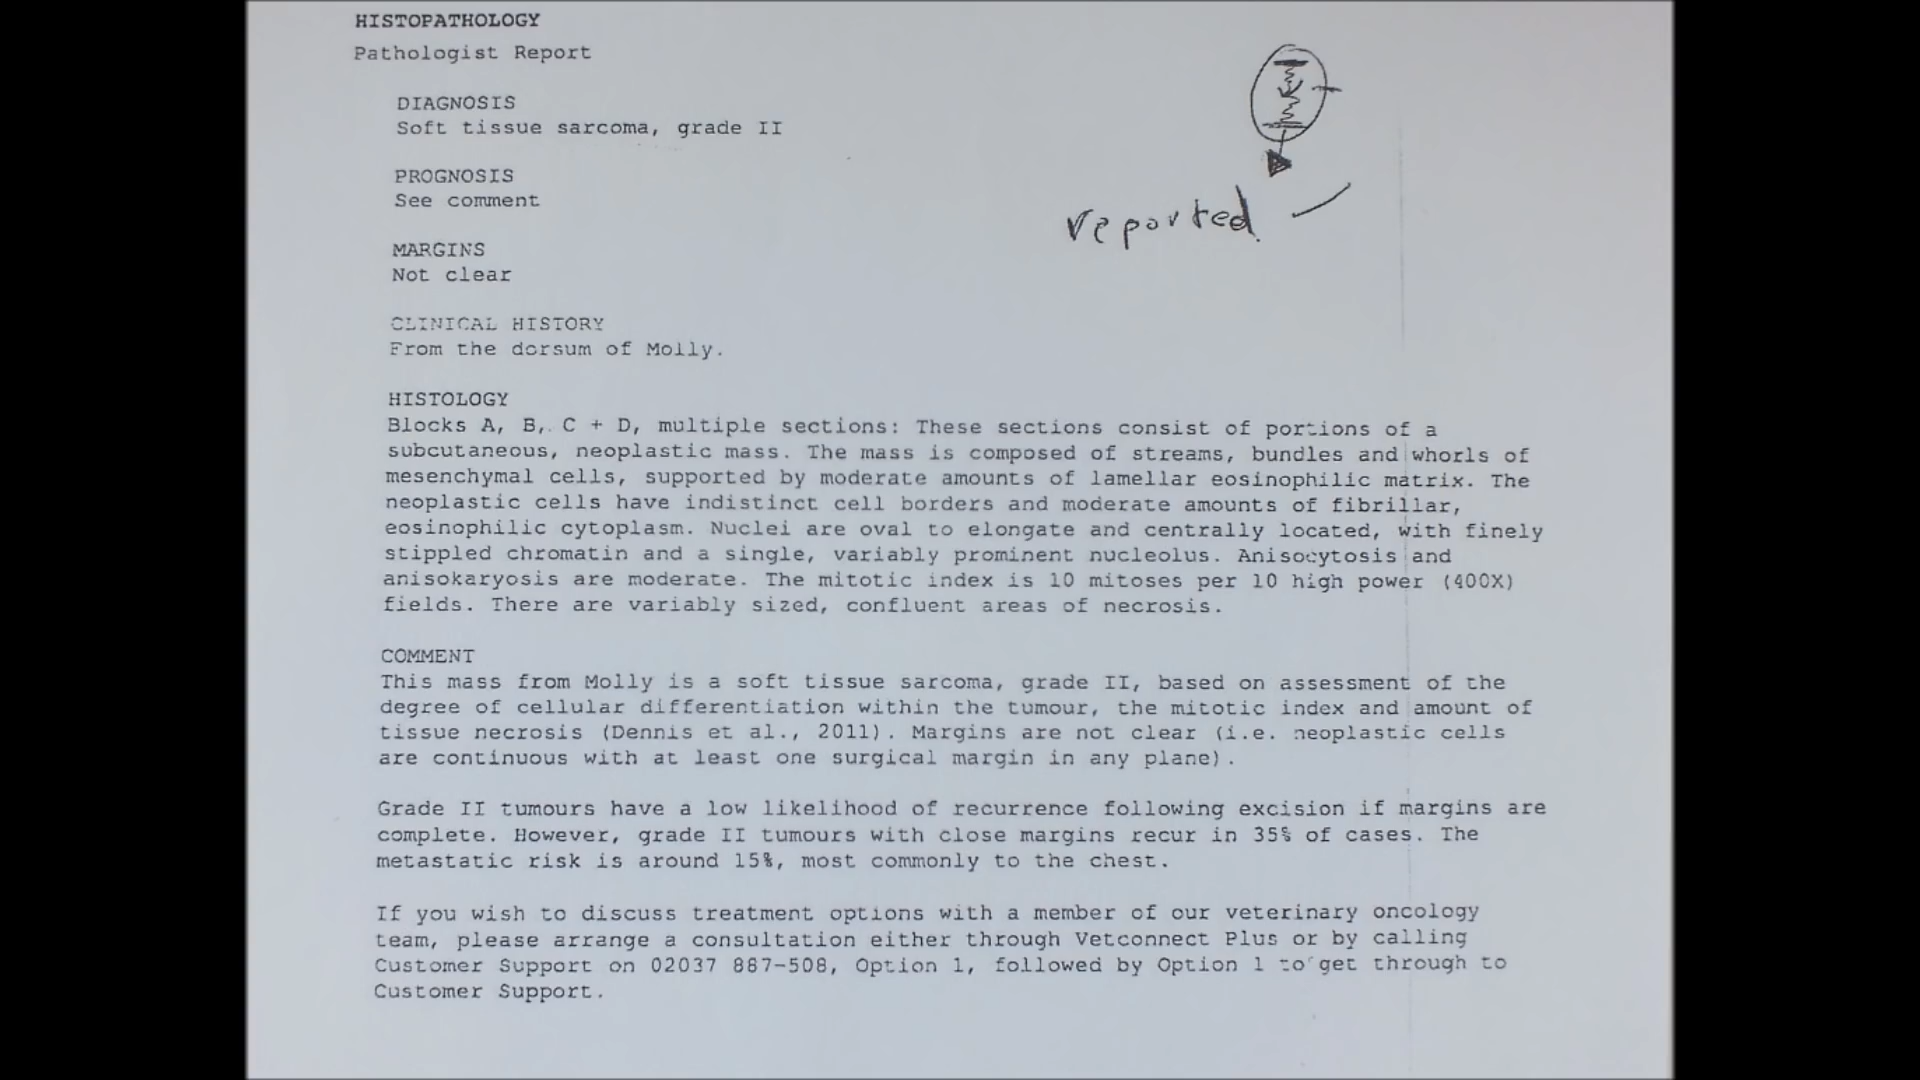 HISTOPATHOLOGY
Pathologist Report
DIAGNOSIS
Soft tissue sarcoma, grade II
PROGNOSIS
See comment
MARGINS
Not clear
CLINICAL HISTORY
From the dorsum of Molly.
reported
HISTOLOGY
Blocks A, B, C + D, multiple sections: These sections consist of portions of a
subcutaneous, neoplastic mass. The mass is composed of streams, bundles and whorls of
mesenchymal cells, supported by moderate amounts of lamellar eosinophilic matrix. The
neoplastic cells have indistinct cell borders and moderate amounts of fibrillar,
eosinophilic cytoplasm. Nuclei are oval to elongate and centrally located, with finely
stippled chromatin and a single, variably prominent nucleolus. Anisocytosis and
anisokaryosis are moderate. The mitotic index is 10 mitoses per 10 high power (400X)
fields. There are variably sized, confluent areas of necrosis.
COMMENT
This mass from Molly is a soft tissue sarcoma, grade II, based on assessment of the
degree of cellular differentiation within the tumour, the mitotic index and amount of
tissue necrosis (Dennis et al., 2011). Margins are not clear (i.e. neoplastic cells
are continuous with at least one surgical margin in any plane).
Grade II tumours have a low likelihood of recurrence following excision if margins are
complete. However, grade II tumours with close margins recur in 35% of cases. The
metastatic risk is around 15%, most commonly to the chest.
If you wish to discuss treatment options with a member of our veterinary oncology
team, please arrange a consultation either through Vetconnect Plus or by calling
Customer Support on 02037 887-508, Option 1, followed by Option 1 to get through to
Customer Support.